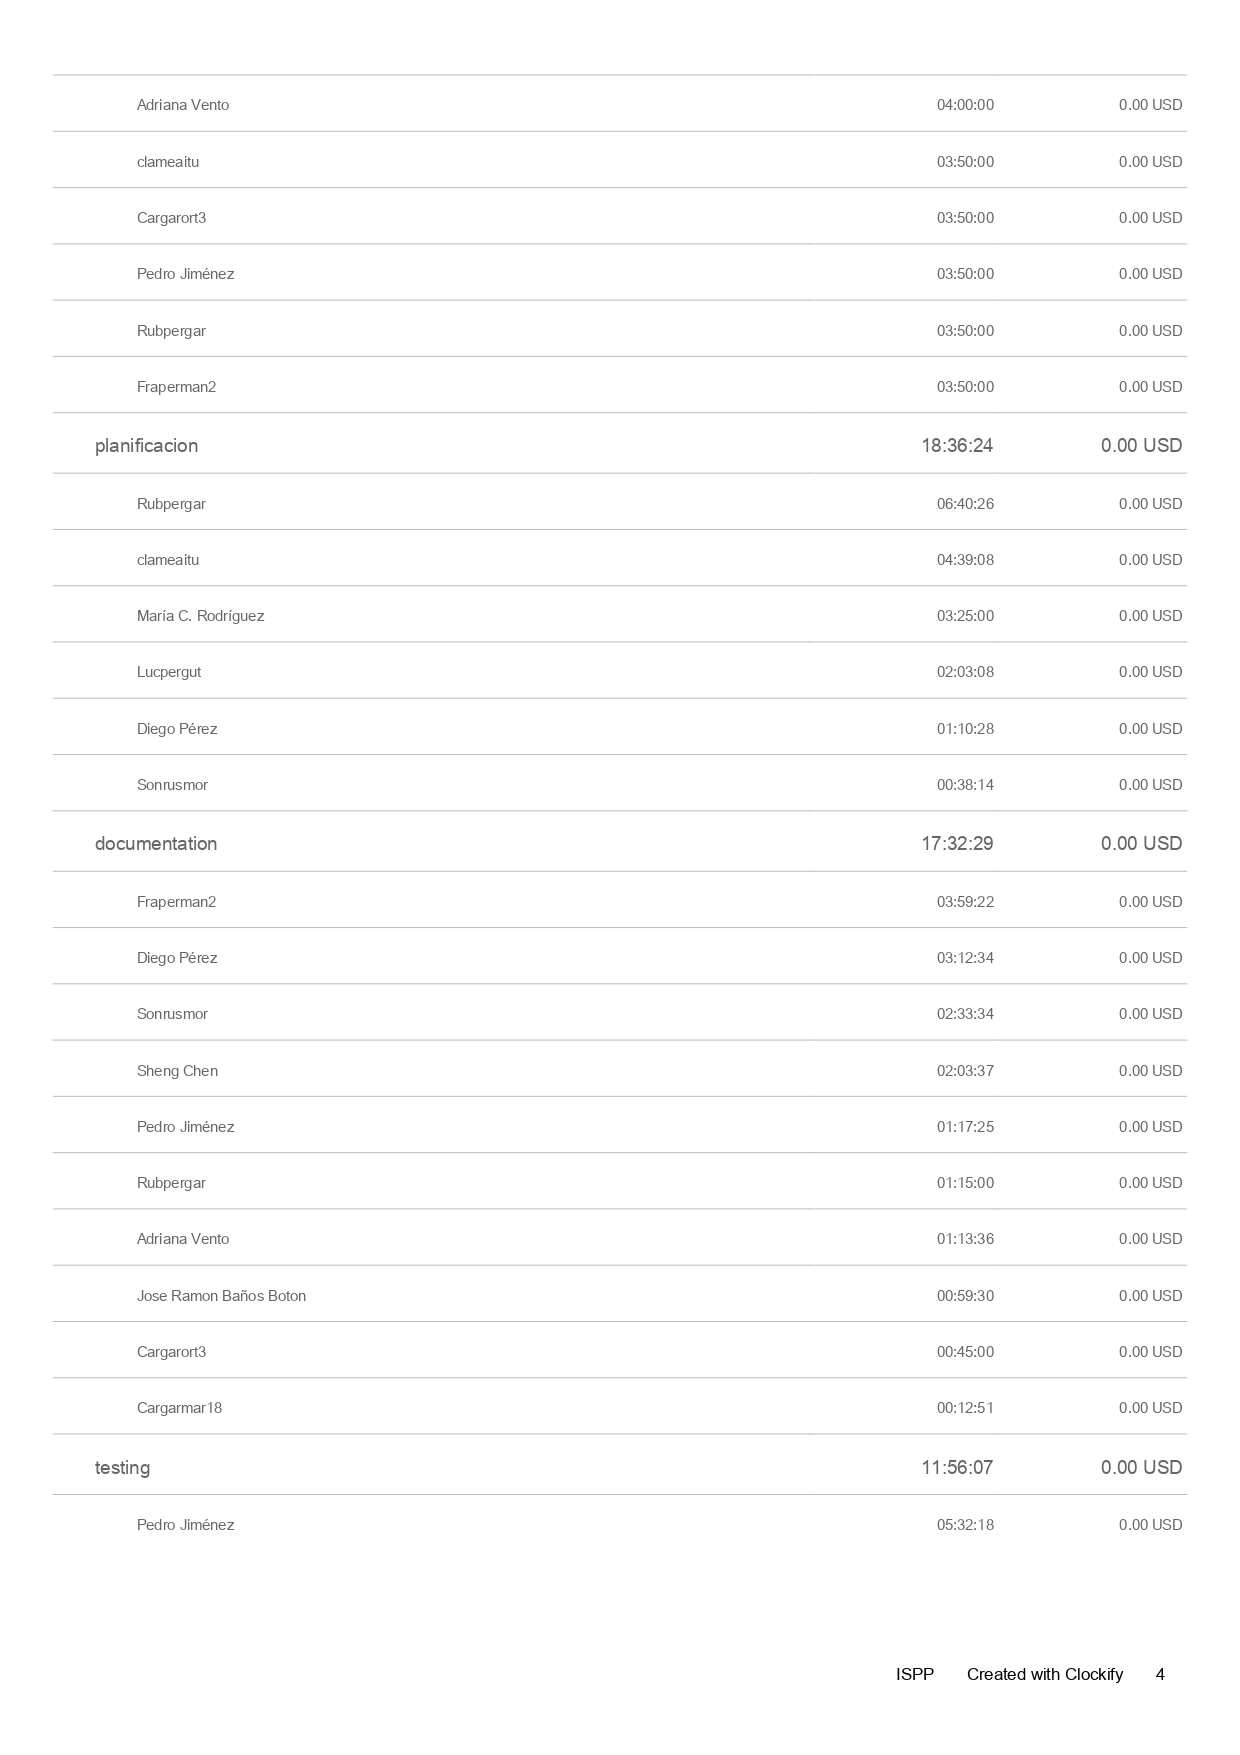 Adriana Vento 04:00:00 0.00 USD
clameaitu 03:50:00 0.00 USD
Cargarort3 03:50:00 0.00 USD
Pedro Jiménez 03:50:00 0.00 USD
Rubpergar 03:50:00 0.00 USD
Fraperman2 03:50:00 0.00 USD
planificacion 18:36:24 0.00 USD
Rubpergar 06:40:26 0.00 USD
clameaitu 04:39:08 0.00 USD
María C. Rodríguez 03:25:00 0.00 USD
Lucpergut 02:03:08 0.00 USD
Diego Pérez 01:10:28 0.00 USD
Sonrusmor 00:38:14 0.00 USD
documentation 17:32:29 0.00 USD
Fraperman2 03:59:22 0.00 USD
Diego Pérez 03:12:34 0.00 USD
Sonrusmor 02:33:34 0.00 USD
Sheng Chen 02:03:37 0.00 USD
Pedro Jiménez 01:17:25 0.00 USD
Rubpergar 01:15:00 0.00 USD
Adriana Vento 01:13:36 0.00 USD
Jose Ramon Baños Boton 00:59:30 0.00 USD
Cargarort3 00:45:00 0.00 USD
Cargarmar18 00:12:51 0.00 USD
testing 11:56:07 0.00 USD
Pedro Jiménez 05:32:18 0.00 USD
ISPP Created with Clockify 4